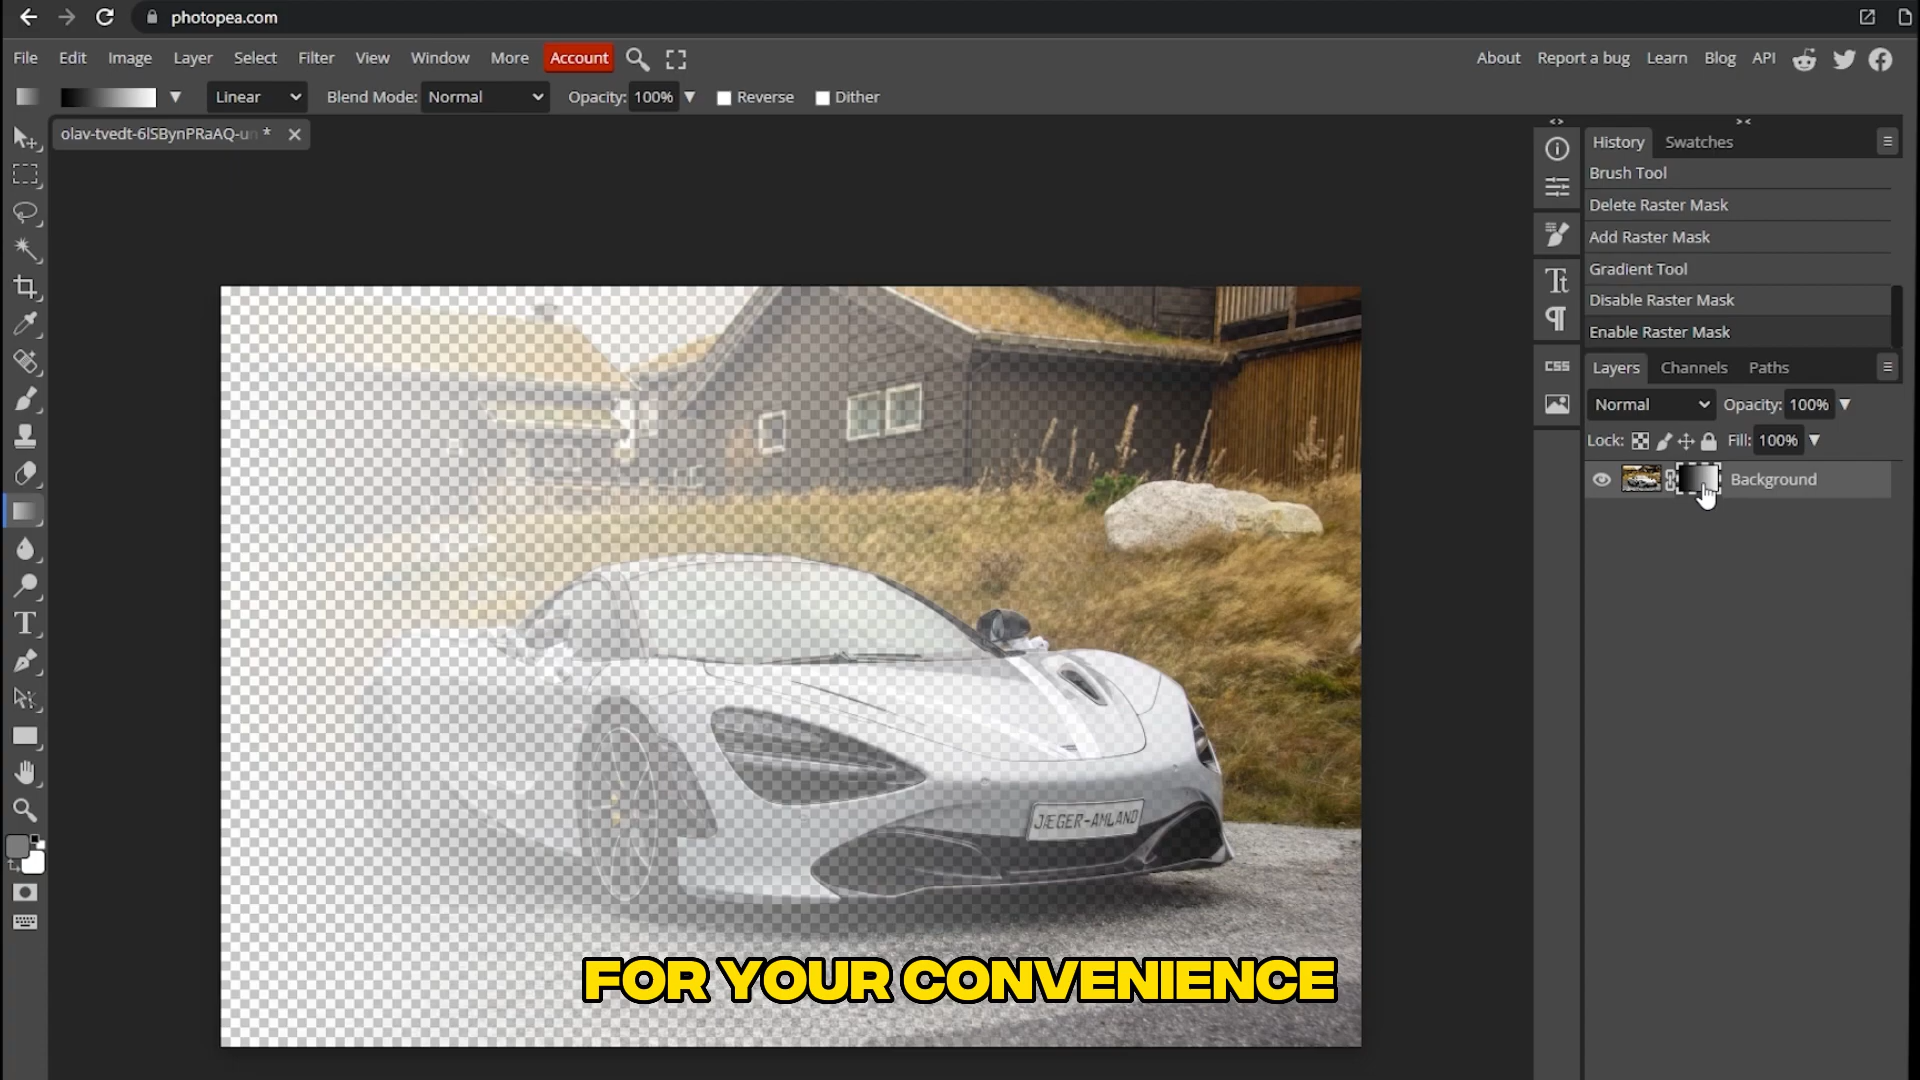 photopea.com
File Edit Image Layer Select Filter View Window More Account About Report a bug Learn Blog API
Linear Blend Mode: Normal Opacity: 100% Reverse Dither
olav-tvedt-6lSBynPRaAQ-un *
History Swatches
Brush Tool
Delete Raster Mask
Add Raster Mask
Gradient Tool
Disable Raster Mask
Enable Raster Mask
CSS
Layers Channels Paths
Normal Opacity: 100%
Lock: Fill: 100%
Background
JÆGER-AMLAND
FOR YOUR CONVENIENCE